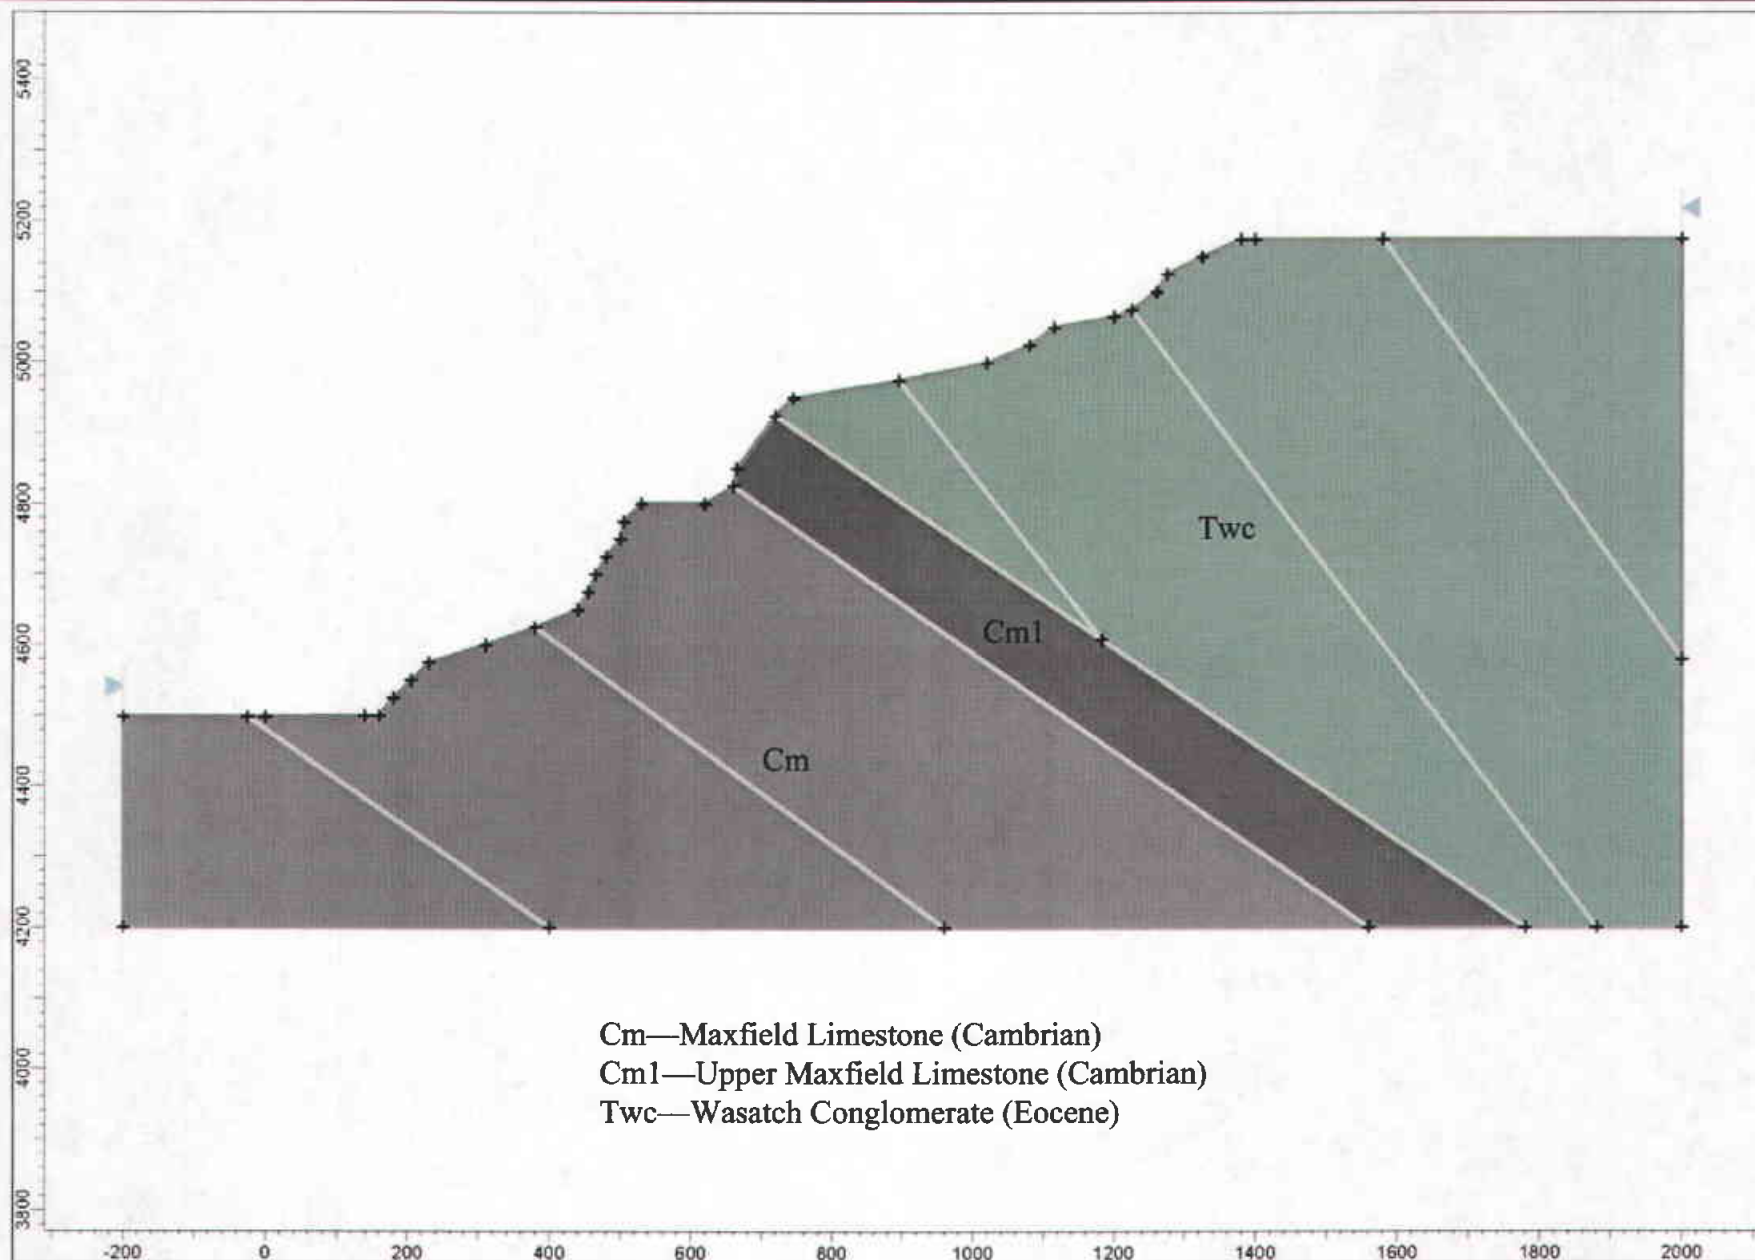 5400
5200
5000
4800
4600
4400
4200
4000
3800
Twc
Cm1
Cm
Cm—Maxfield Limestone (Cambrian)
Cm1—Upper Maxfield Limestone (Cambrian)
Twc—Wasatch Conglomerate (Eocene)
-200 0 200 400 600 800 1000 1200 1400 1600 1800 2000